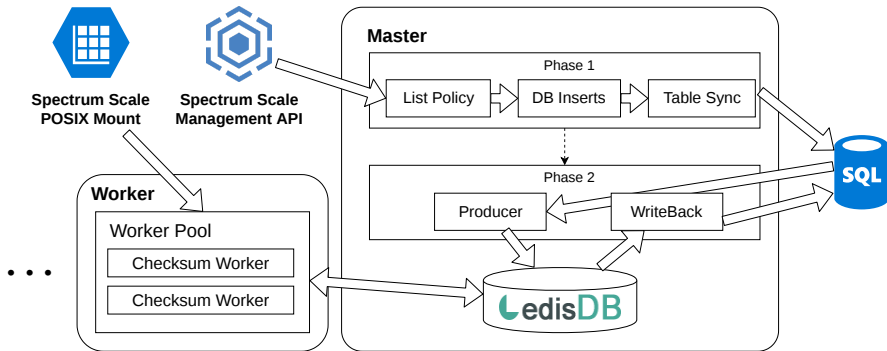 Spectrum Scale
POSIX Mount
Spectrum Scale
Management API
Master
Phase 1
List Policy
DB Inserts
Table Sync
SQL
Phase 2
Producer
WriteBack
LedisDB
Worker
Worker Pool
Checksum Worker
Checksum Worker